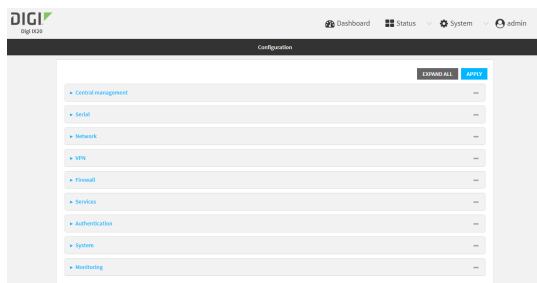 DIGI
Digi IX20
Dashboard Status System admin
Configuration
EXPAND ALL APPLY
Central management
Serial
Network
VPN
Firewall
Services
Authentication
System
Monitoring